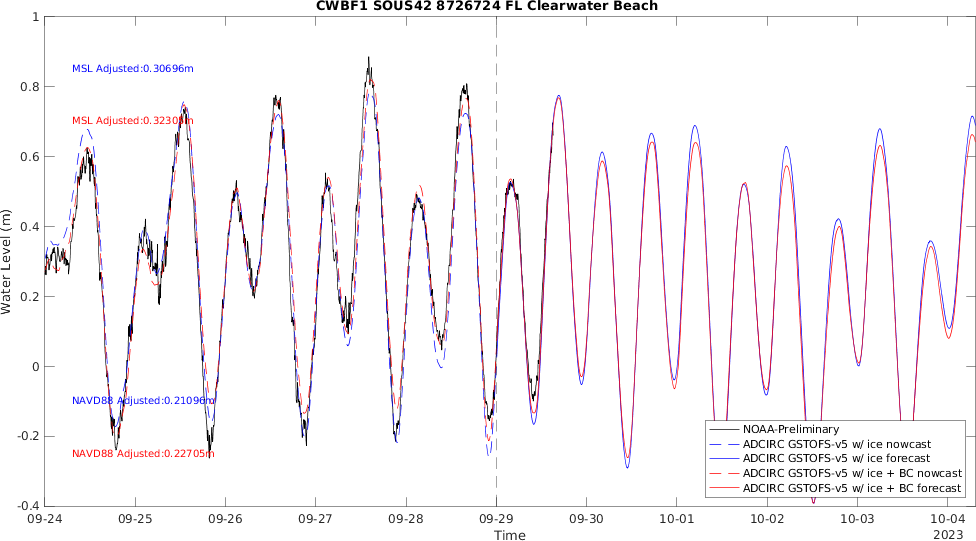 CWBF1 SOUS42 8726724 FL Clearwater Beach
Water Level (m)
1
0.8
0.6
0.4
0.2
0
-0.2
-0.4
MSL Adjusted:0.30696m
MSL Adjusted:0.3230
NAVD88 Adjusted:0.21096m
NAVD88 Adjusted:0.22705m
NOAA-Preliminary
ADCIRC GSTOFS-v5 w/ ice nowcast
ADCIRC GSTOFS-v5 w/ ice forecast
ADCIRC GSTOFS-v5 w/ ice + BC nowcast
ADCIRC GSTOFS-v5 w/ ice + BC forecast
09-24 09-25 09-26 09-27 09-28 09-29 09-30 10-01 10-02 10-03 10-04
Time
2023